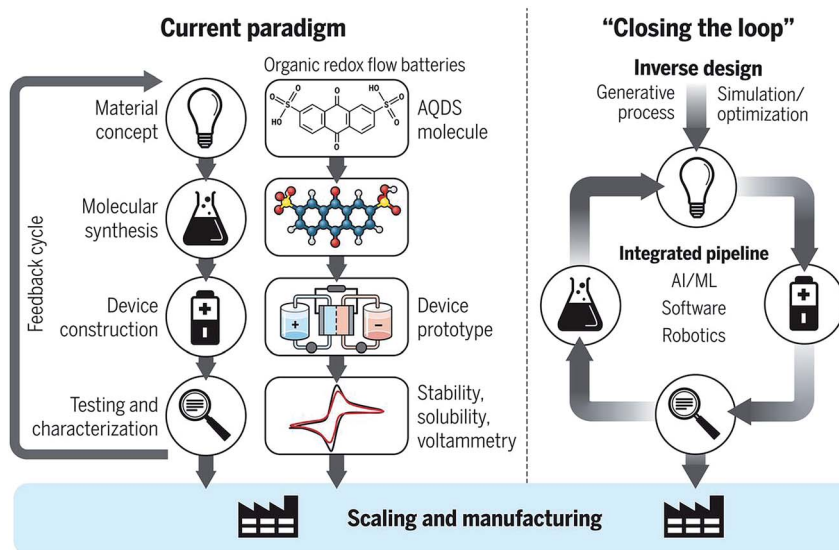 Current paradigm
Feedback cycle
Material
concept
Molecular
synthesis
Device
construction
Testing and
characterization
Organic redox flow batteries
HO
O
S
O
O
O
O
S
O
HO
AQDS
molecule
+
−
Device
prototype
Stability,
solubility,
voltammetry
“Closing the loop”
Inverse design
Generative
process
Simulation/
optimization
Integrated pipeline
AI/ML
Software
Robotics
Scaling and manufacturing